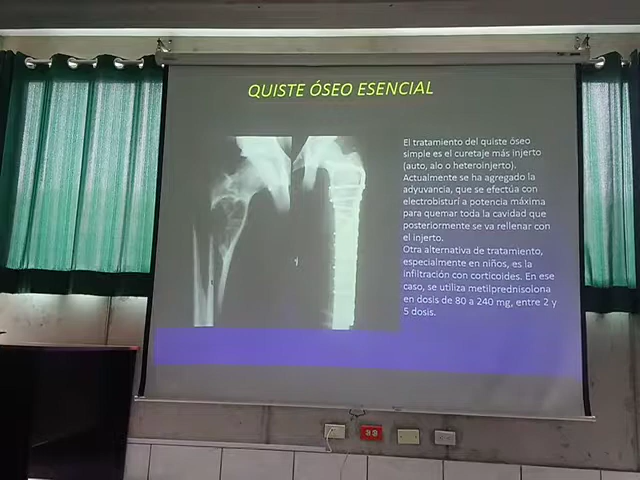 QUISTE ÓSEO ESENCIAL
El tratamiento del quiste óseo
simple es el curetaje más injerto
(auto, alo o heteroinjerto).
Actualmente se ha agregado la
adyuvancia, que se efectúa con
electrobisturí a potencia máxima
para quemar toda la cavidad que
posteriormente se va rellenar con
el injerto.
Otra alternativa de tratamiento,
especialmente en niños, es la
infiltración con corticoldes. En ese
caso, se utiliza metilprednisolona
en dosis de 80 a 240 mg, entre 2 y
5 dosis.